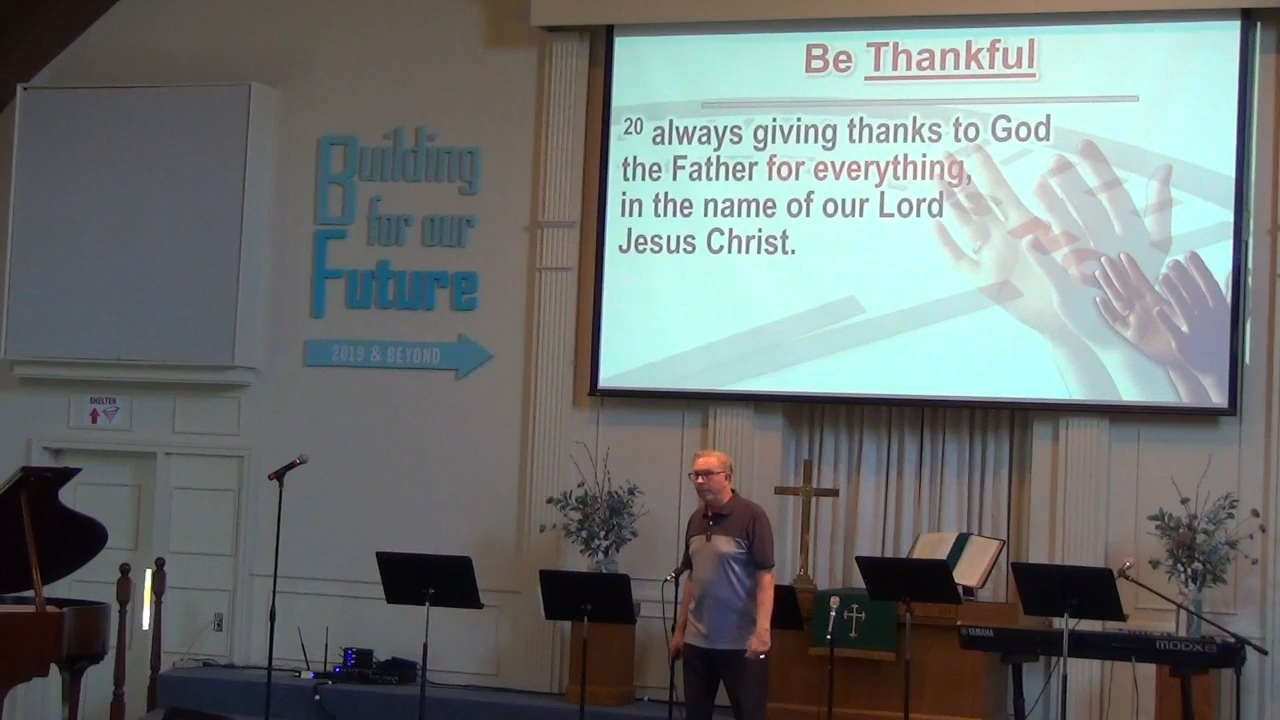 Be Thankful
20 always giving thanks to God
the Father for everything,
in the name of our Lord
Jesus Christ.
Building
for our
Future
2019 & BEYOND
SHELTER
YAMAHA
MODX8